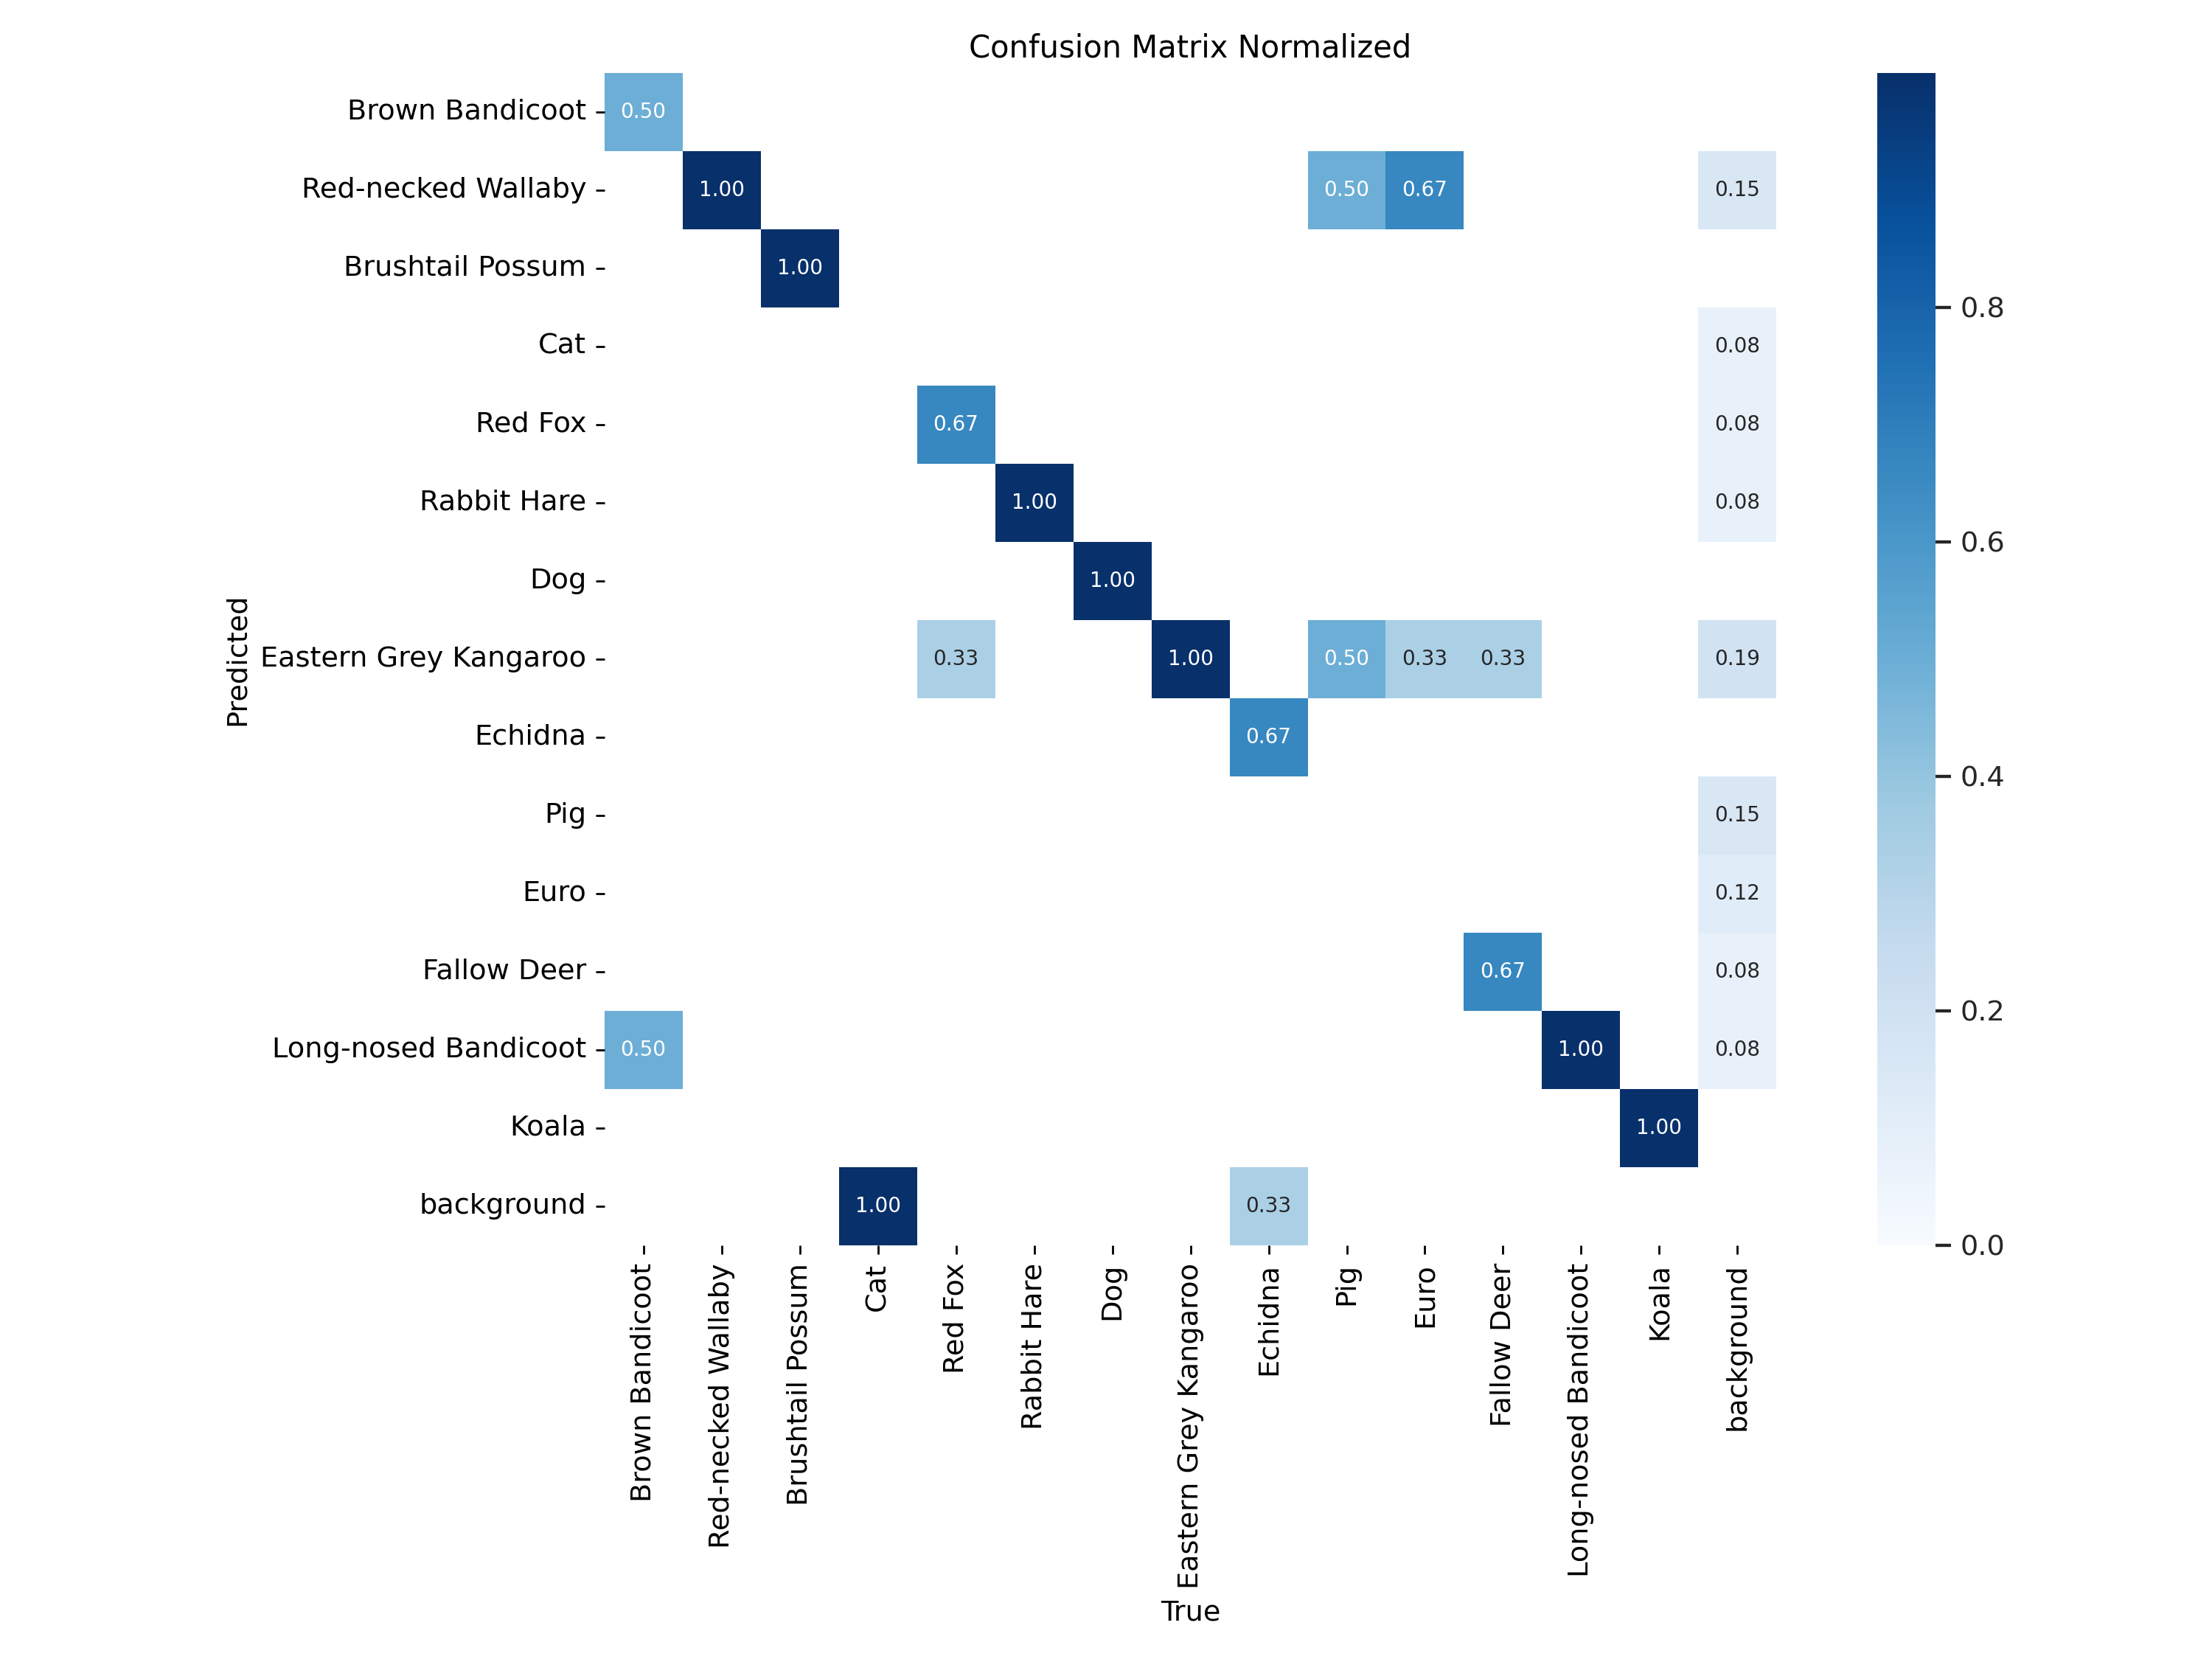 Confusion Matrix Normalized
Brown Bandicoot
0.50
Red-necked Wallaby
1.00
0.50
0.67
0.15
Brushtail Possum
1.00
Cat
0.08
Red Fox
0.67
0.08
Rabbit Hare
1.00
0.08
Dog
1.00
Eastern Grey Kangaroo
0.33
1.00
0.50
0.33
0.33
0.19
Echidna
0.67
Pig
0.15
Euro
0.12
Fallow Deer
0.67
0.08
Long-nosed Bandicoot
0.50
1.00
0.08
Koala
1.00
background
1.00
0.33
Predicted
Brown Bandicoot
Red-necked Wallaby
Brushtail Possum
Cat
Red Fox
Rabbit Hare
Dog
Eastern Grey Kangaroo
Echidna
Pig
Euro
Fallow Deer
Long-nosed Bandicoot
Koala
background
True
0.8
0.6
0.4
0.2
0.0